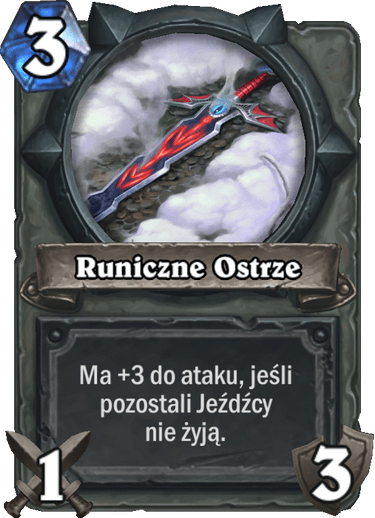 3
Runiczne Ostrze
Ma +3 do ataku, jeśli
pozostali Jeźdźcy
nie żyją.
1
3